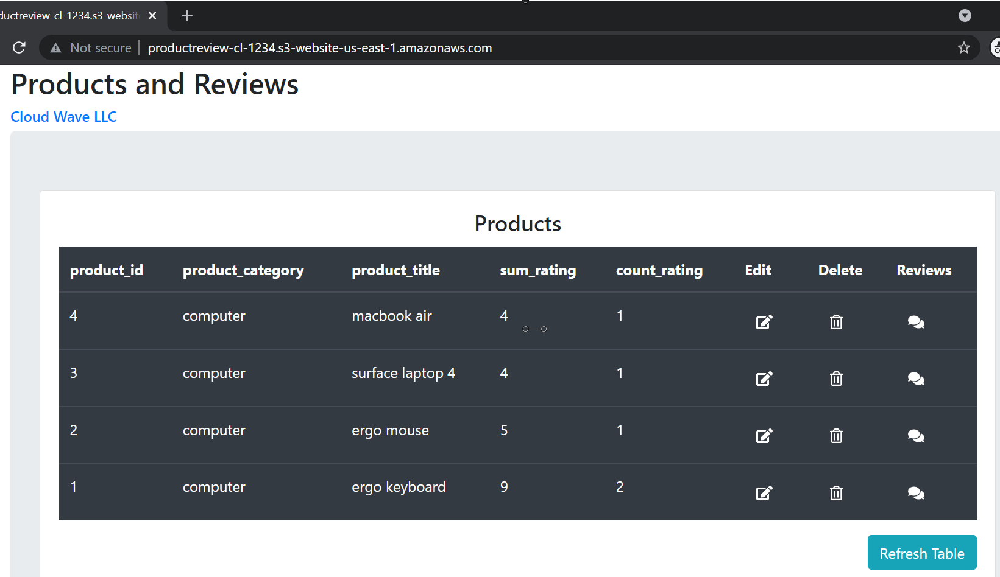 ductreview-cl-1234.s3-website
Not secure productreview-cl-1234.s3-website-us-east-1.amazonaws.com
Products and Reviews
Cloud Wave LLC
Products
product_id product_category product_title sum_rating count_rating Edit Delete Reviews
4 computer macbook air 4 1
3 computer surface laptop 4 4 1
2 computer ergo mouse 5 1
1 computer ergo keyboard 9 2
Refresh Table